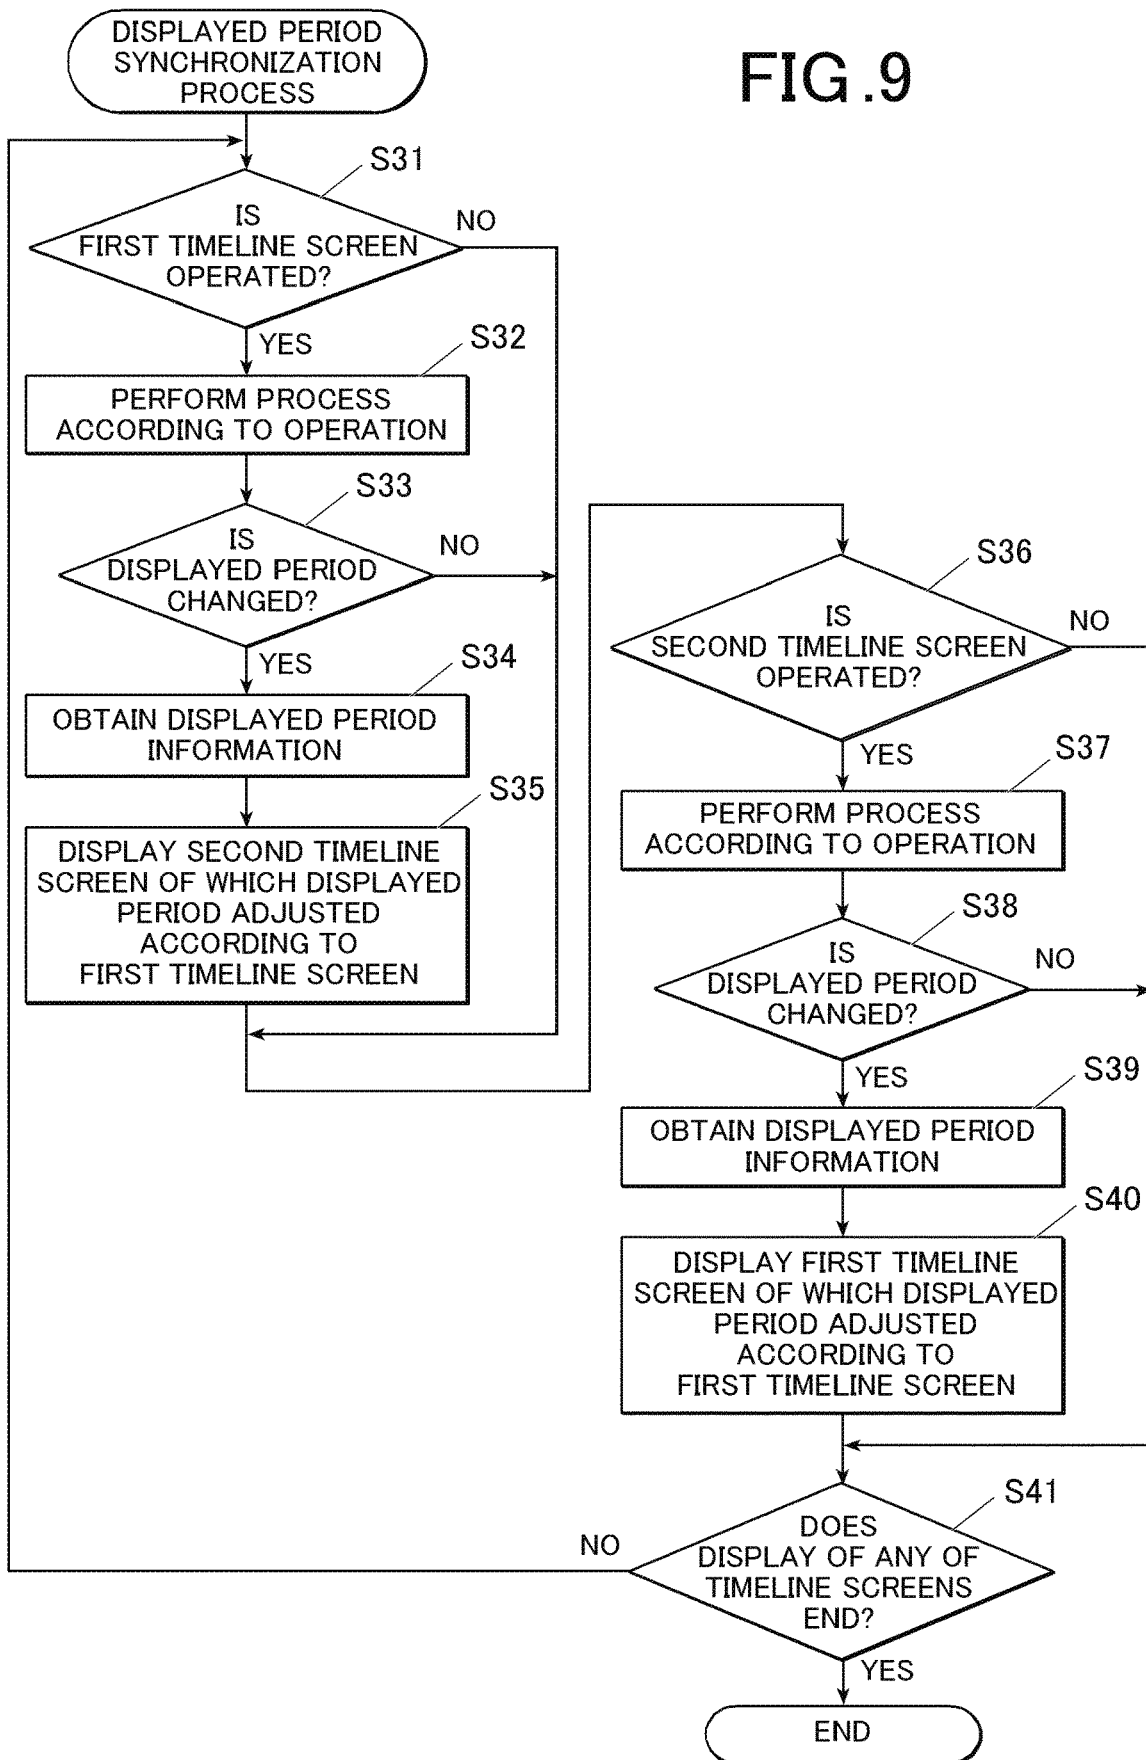 DISPLAYED PERIOD
SYNCHRONIZATION
PROCESS
FIG.9
S31
IS
FIRST TIMELINE SCREEN
OPERATED?
NO
YES
S32
PERFORM PROCESS
ACCORDING TO OPERATION
S33
IS
DISPLAYED PERIOD
CHANGED?
NO
YES
S34
OBTAIN DISPLAYED PERIOD
INFORMATION
S35
DISPLAY SECOND TIMELINE
SCREEN OF WHICH DISPLAYED
PERIOD ADJUSTED
ACCORDING TO
FIRST TIMELINE SCREEN
S36
IS
SECOND TIMELINE SCREEN
OPERATED?
NO
YES
S37
PERFORM PROCESS
ACCORDING TO OPERATION
S38
IS
DISPLAYED PERIOD
CHANGED?
NO
YES
S39
OBTAIN DISPLAYED PERIOD
INFORMATION
S40
DISPLAY FIRST TIMELINE
SCREEN OF WHICH DISPLAYED
PERIOD ADJUSTED
ACCORDING TO
FIRST TIMELINE SCREEN
S41
DOES
DISPLAY OF ANY OF
TIMELINE SCREENS
END?
NO
YES
END